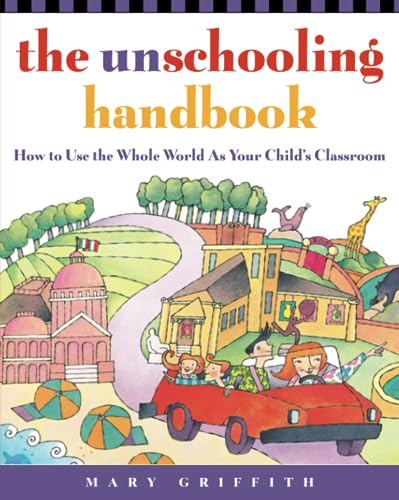 the unschooling
handbook
How to Use the Whole World As Your Child's Classroom
MARY GRIFFITH